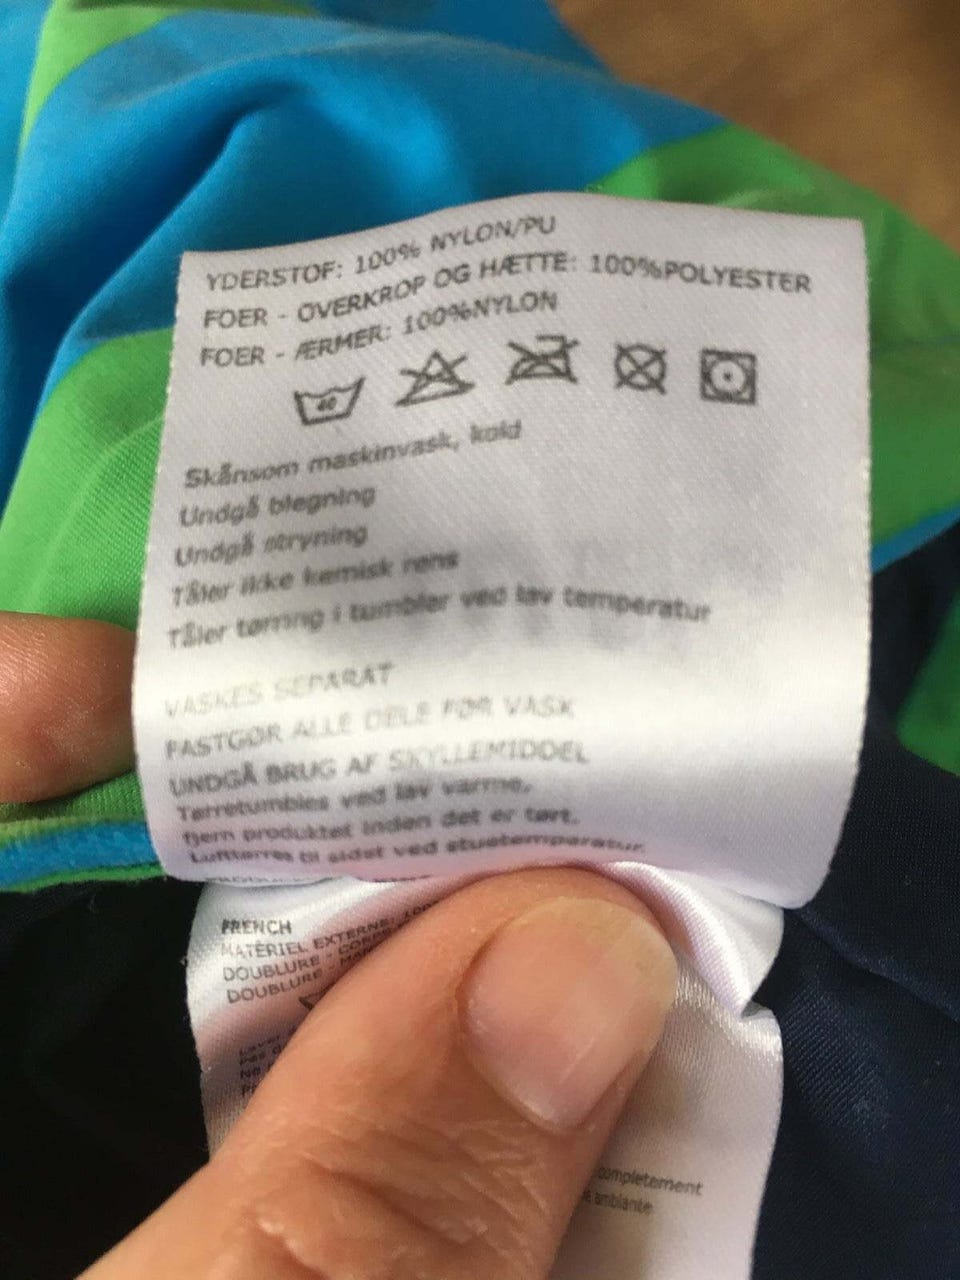 YDERSTOF: 100% NYLON/PU
FOER - OVERKROP OG HÆTTE: 100%POLYESTER
FOER - ÆRMER: 100%NYLON
40
Skånsom maskinvask, kold
Undgå blegning
Undgå strygning
Tåler ikke kemisk rens
Tåler tørring i tumbler ved lav temperatur
VASKES SEPARAT
FASTGØR ALLE DELE FØR VASK
UNDGÅ BRUG AF SKYLLEMIDDEL
Tørretumbles ved lav varme,
fjern produktet inden det er tørt.
Lufttørres til sidst ved stuetemperatur.
FRENCH
MATÉRIEL EXTERNE: 100
DOUBLURE -
DOUBLURE -
completement
ambiante